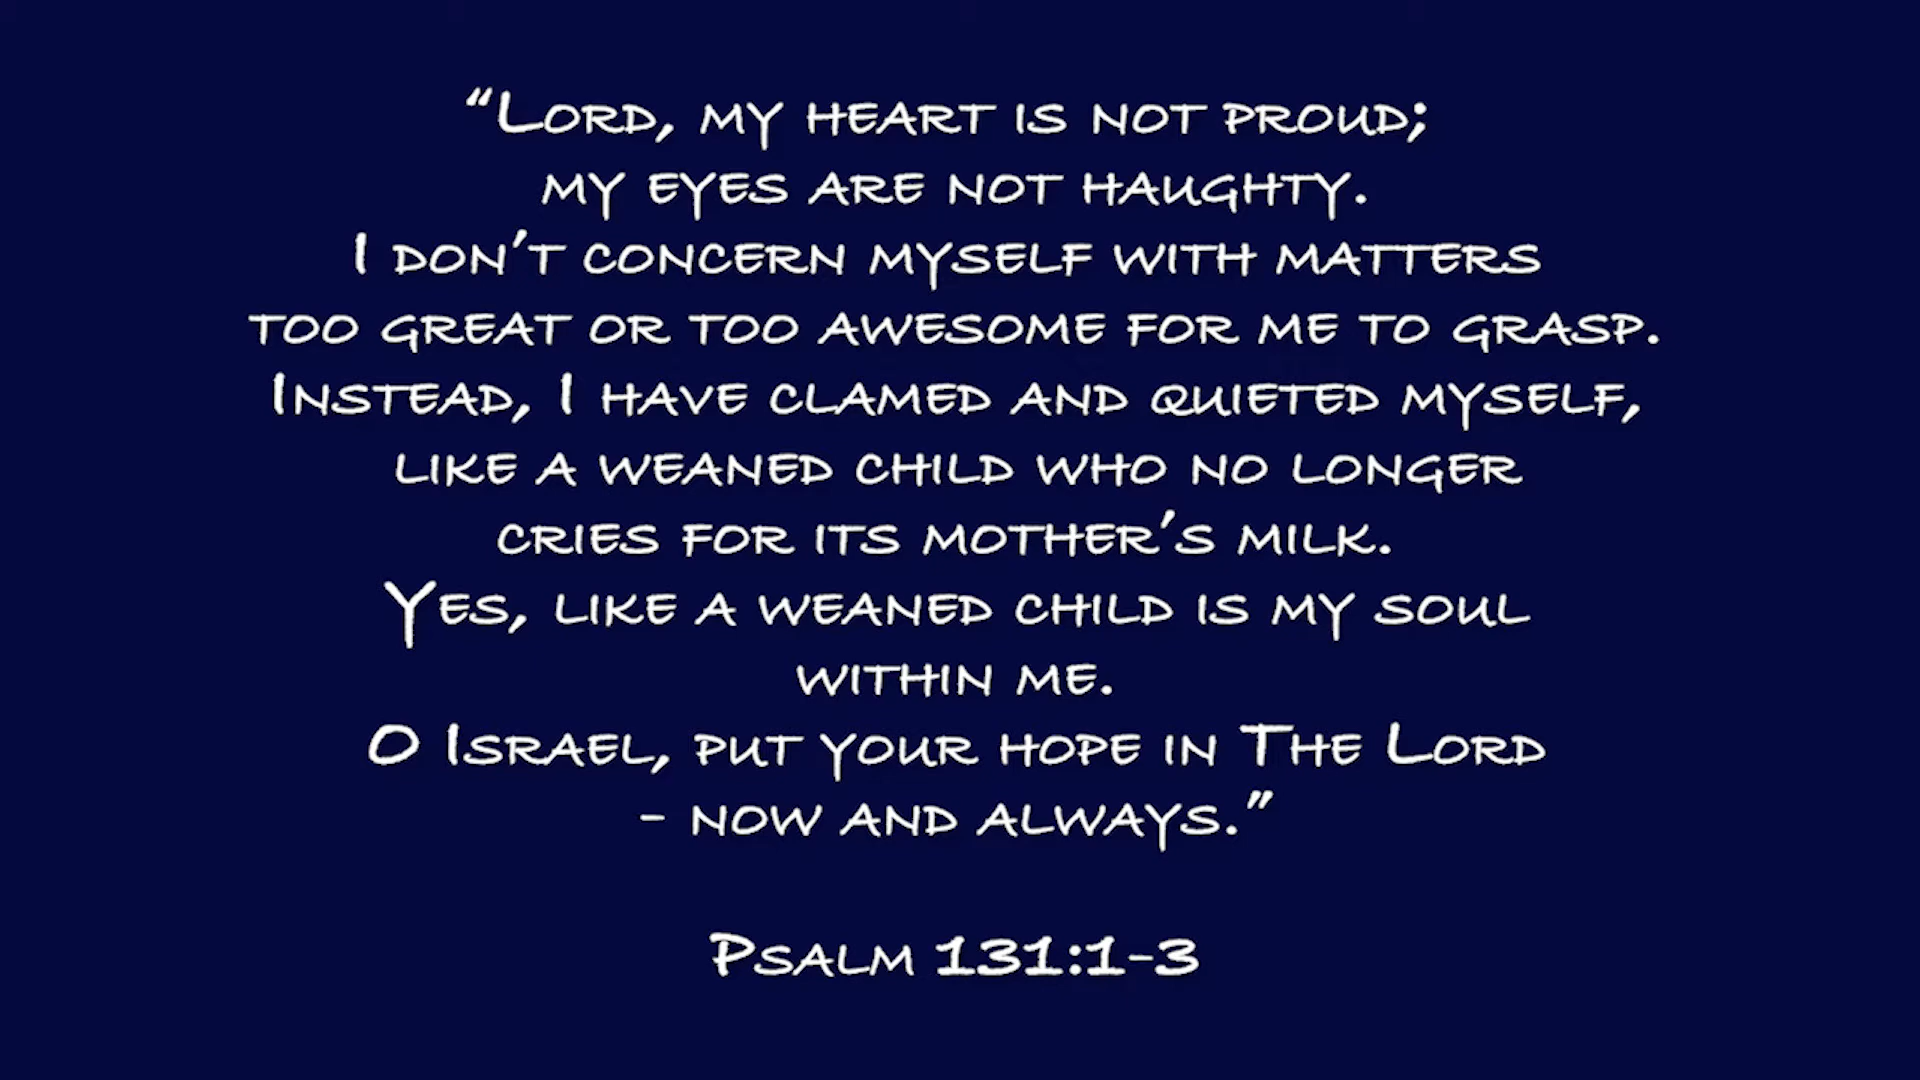 “Lord, my heart is not proud;
my eyes are not haughty.
I don’t concern myself with matters
too great or too awesome for me to grasp.
Instead, I have clamed and quieted myself,
like a weaned child who no longer
cries for its mother’s milk.
Yes, like a weaned child is my soul
within me.
O Israel, put your hope in The Lord
- now and always.”
Psalm 131:1-3